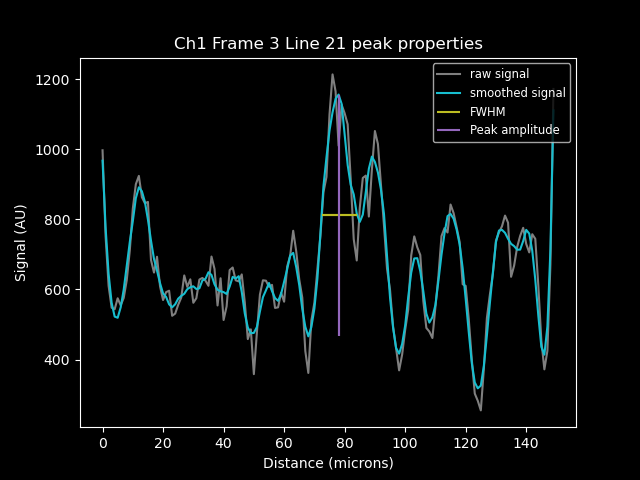 Ch1 Frame 3 Line 21 peak properties
raw signal
smoothed signal
FWHM
Peak amplitude
Signal (AU)
1200
1000
800
600
400
0 20 40 60 80 100 120 140
Distance (microns)